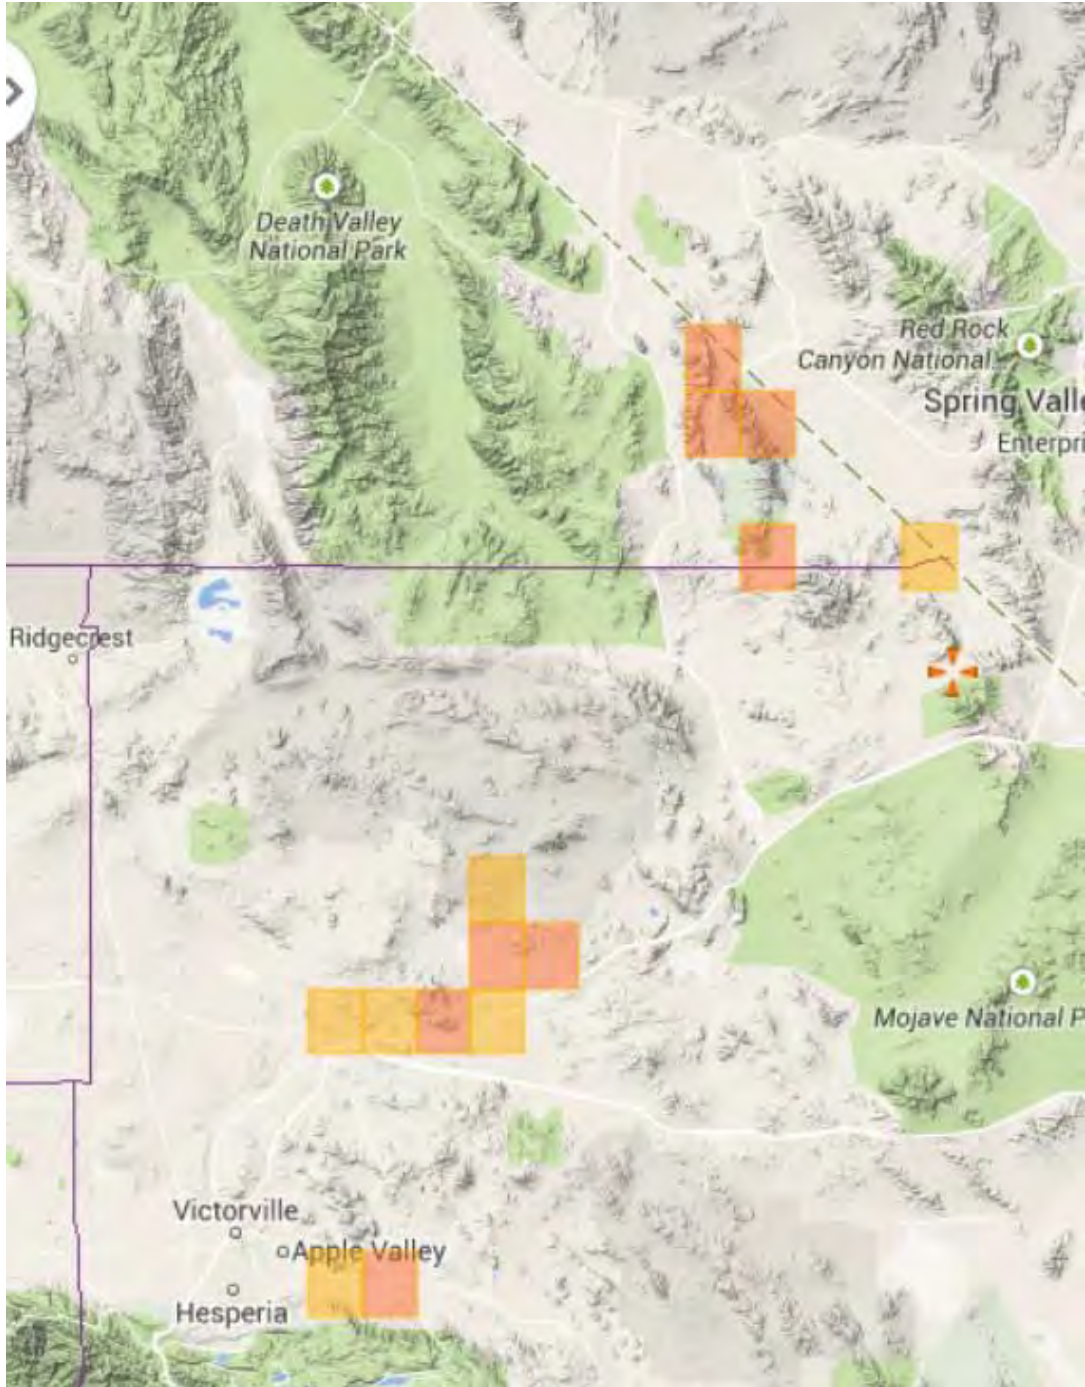 Death Valley
National Park
Red Rock
Canyon National...
Spring Valle
Enterpri
Ridgecrest
Mojave National P
Victorville
Apple Valley
Hesperia